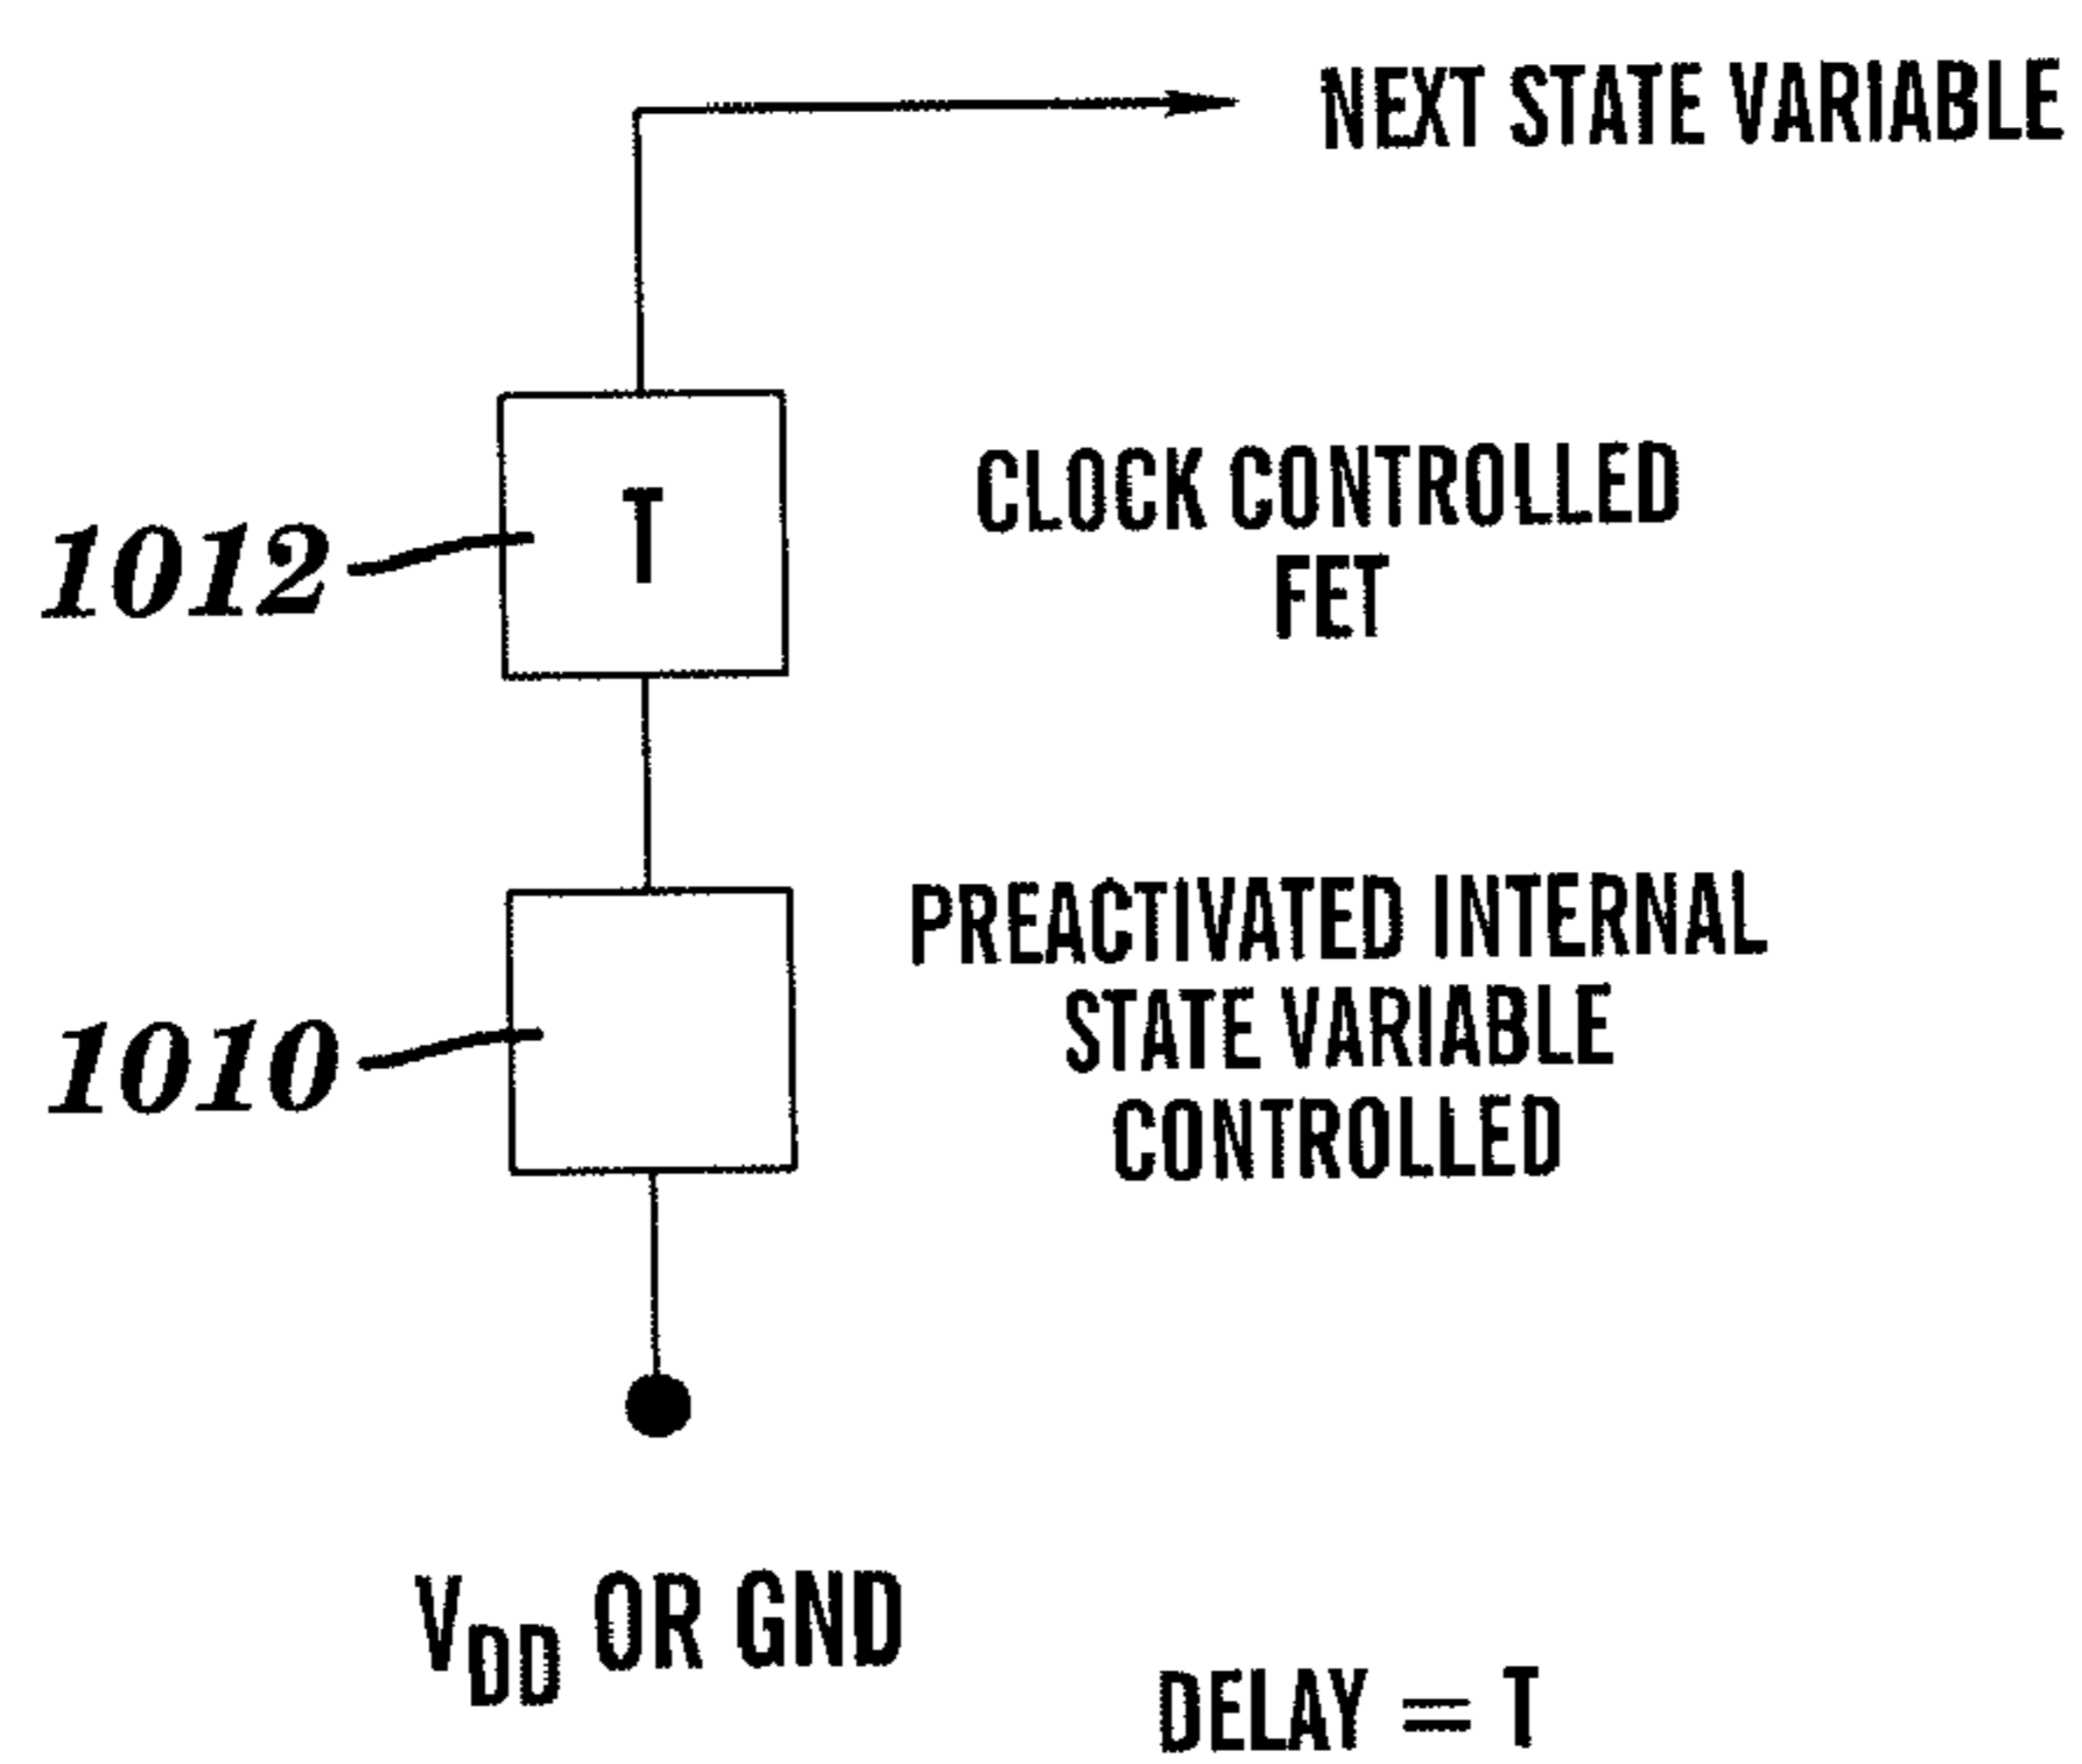 NEXT STATE VARIABLE
T
CLOCK CONTROLLED
FET
1012
PREACTIVATED INTERNAL
STATE VARIABLE
CONTROLLED
1010
VDD OR GND
DELAY = T